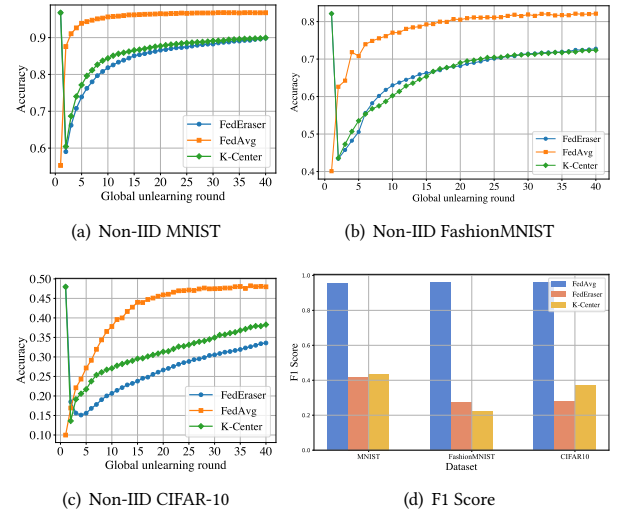 0.9
0.8
0.7
0.6
Accuracy
0 5 10 15 20 25 30 35 40
Global unlearning round
FedEraser
FedAvg
K-Center
(a) Non-IID MNIST
0.8
0.7
0.6
0.5
0.4
Accuracy
0 5 10 15 20 25 30 35 40
Global unlearning round
FedEraser
FedAvg
K-Center
(b) Non-IID FashionMNIST
0.50
0.45
0.40
0.35
0.30
0.25
0.20
0.15
0.10
Accuracy
0 5 10 15 20 25 30 35 40
Global unlearning round
FedEraser
FedAvg
K-Center
(c) Non-IID CIFAR-10
1.0
0.8
0.6
0.4
0.2
0.0
F1 Score
FedAvg
FedEraser
K-Center
MNIST FashionMNIST CIFAR10
Dataset
(d) F1 Score